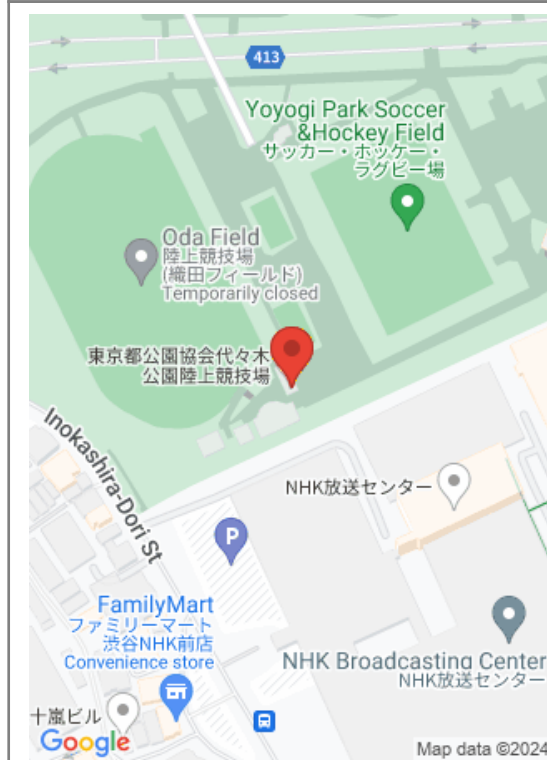 413
Yoyogi Park Soccer
&Hockey Field
サッカー・ホッケー・
ラグビー場
Oda Field
陸上競技場
(織田フィールド)
Temporarily closed
東京都公園協会代々木
公園陸上競技場
Inokashira-Dori St
NHK放送センター
P
FamilyMart
ファミリーマート
渋谷NHK前店
Convenience store
NHK Broadcasting Center
NHK放送センター
十嵐ビル
Google
Map data ©2024